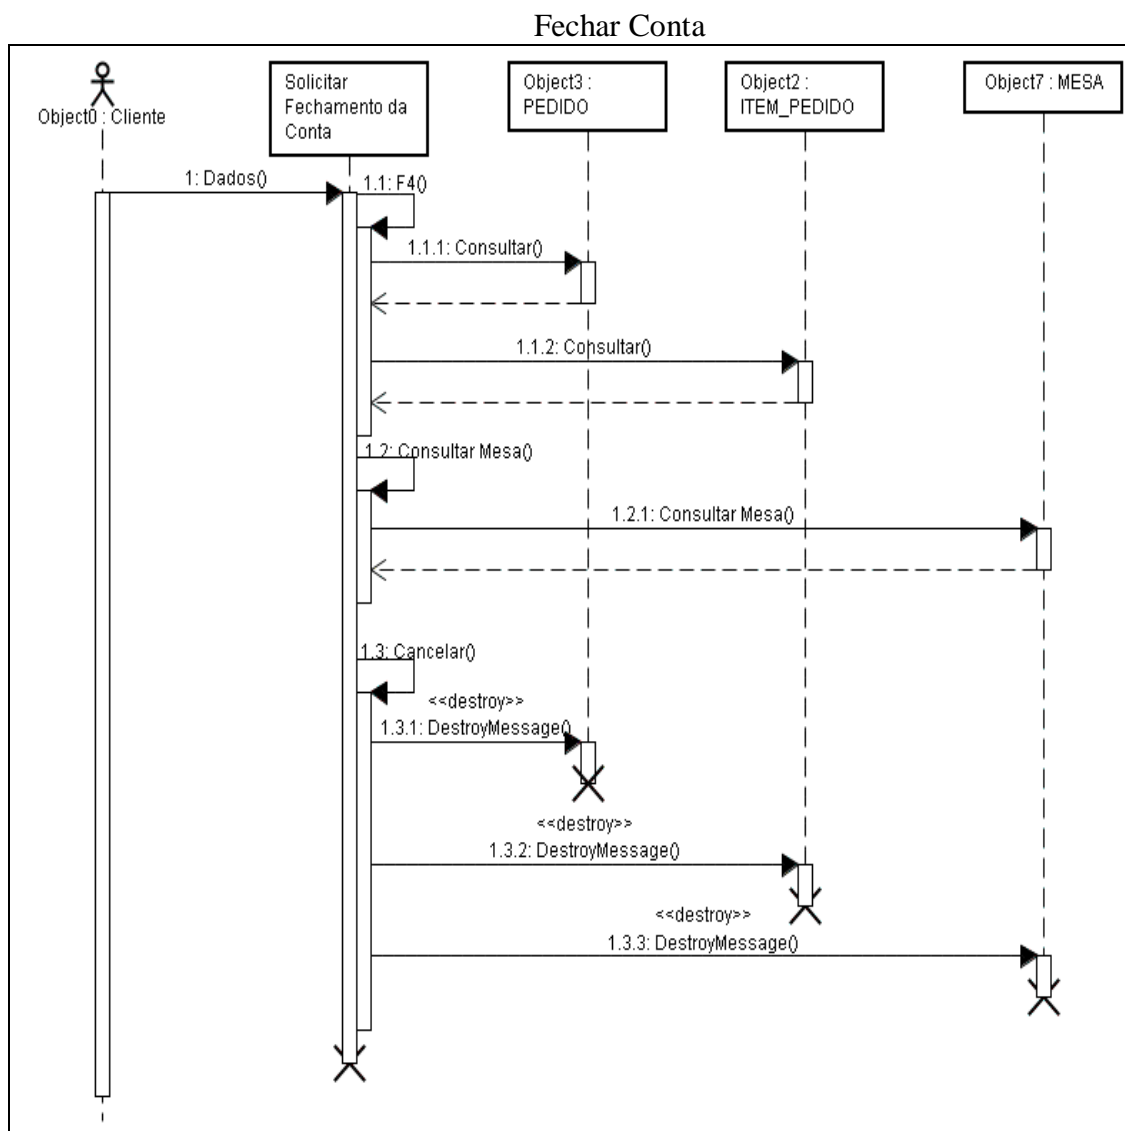 Fechar Conta
Object0 : Cliente
Solicitar
Fechamento da
Conta
Object3 :
PEDIDO
Object2 :
ITEM_PEDIDO
Object7 : MESA
1: Dados()
1.1: F4()
1.1.1: Consultar()
1.1.2: Consultar()
1.2: Consultar Mesa()
1.2.1: Consultar Mesa()
1.3: Cancelar()
<<destroy>>
1.3.1: DestroyMessage()
<<destroy>>
1.3.2: DestroyMessage()
<<destroy>>
1.3.3: DestroyMessage()